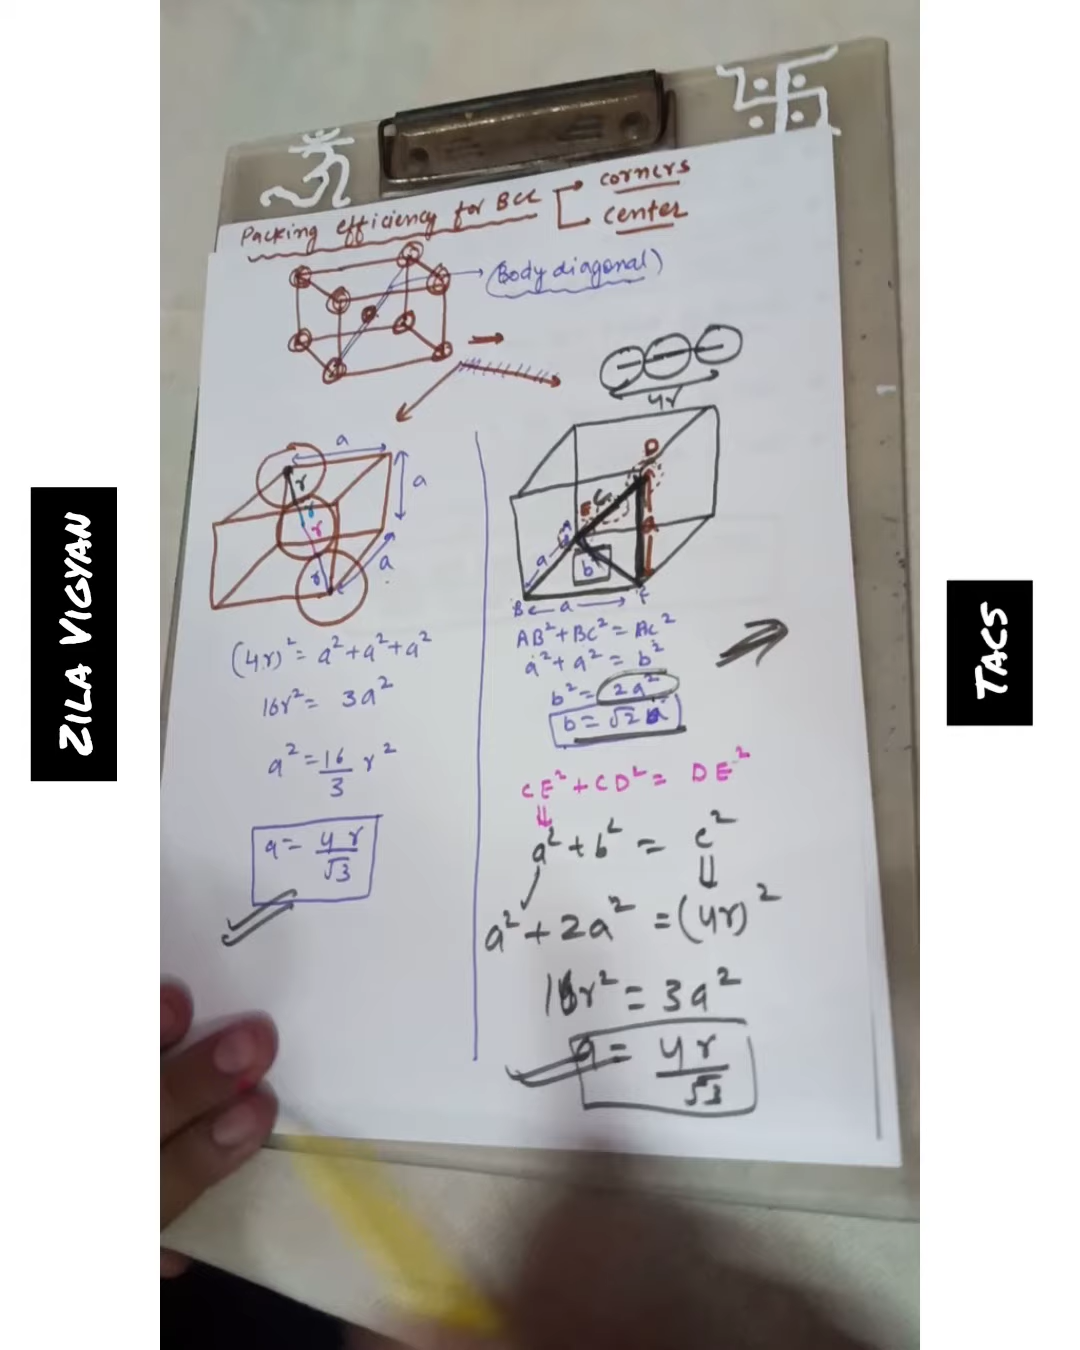 ॐ
Packing efficiency for BCC
corners
center
(Body diagonal)
4r
a
a
a
r
r
r
r
D
C
E
A
a
a
b
B a C
(4r)² = a² + a² + a²
16r² = 3a²
a² = 16/3 r²
a = 4r/√3
AB² + BC² = AC²
a² + a² = b²
b² = 2a²
b = √2 a
CE² + CD² = DE²
a² + b² = c²
a² + 2a² = (4r)²
16r² = 3a²
a = 4r/√3
ZILA VIGYAN
TACS